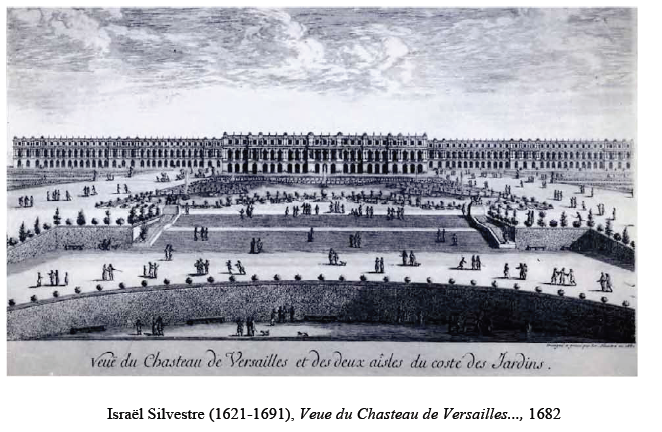 Veue du Chasteau de Versailles et des deux aisles du costé des Jardins.
Israël Silvestre (1621-1691), Veue du Chasteau de Versailles..., 1682